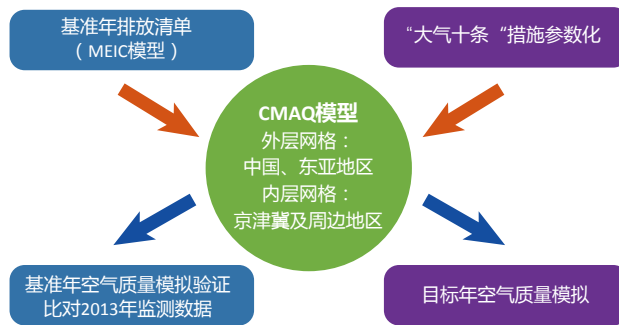 基准年排放清单
（ MEIC模型 ）
“大气十条 “措施参数化
CMAQ模型
外层网格：
中国、东亚地区
内层网格：
京津冀及周边地区
基准年空气质量模拟验证
比对2013年监测数据
目标年空气质量模拟